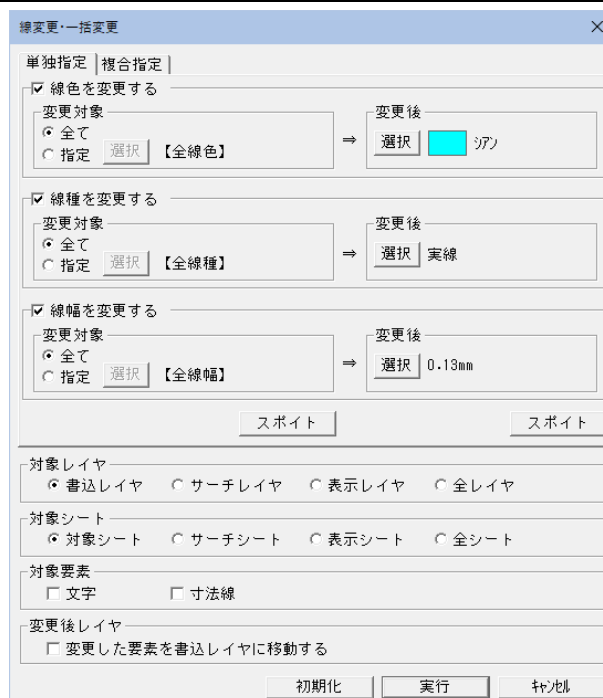 線変更・一括変更
単独指定 複合指定
線色を変更する
変更対象 変更後
全て
指定 選択 【全線色】 ⇒ 選択 シアン
線種を変更する
変更対象 変更後
全て
指定 選択 【全線種】 ⇒ 選択 実線
線幅を変更する
変更対象 変更後
全て
指定 選択 【全線幅】 ⇒ 選択 0.13mm
スポイト スポイト
対象レイヤ
書込レイヤ サーチレイヤ 表示レイヤ 全レイヤ
対象シート
対象シート サーチシート 表示シート 全シート
対象要素
文字 寸法線
変更後レイヤ
変更した要素を書込レイヤに移動する
初期化 実行 キャンセル